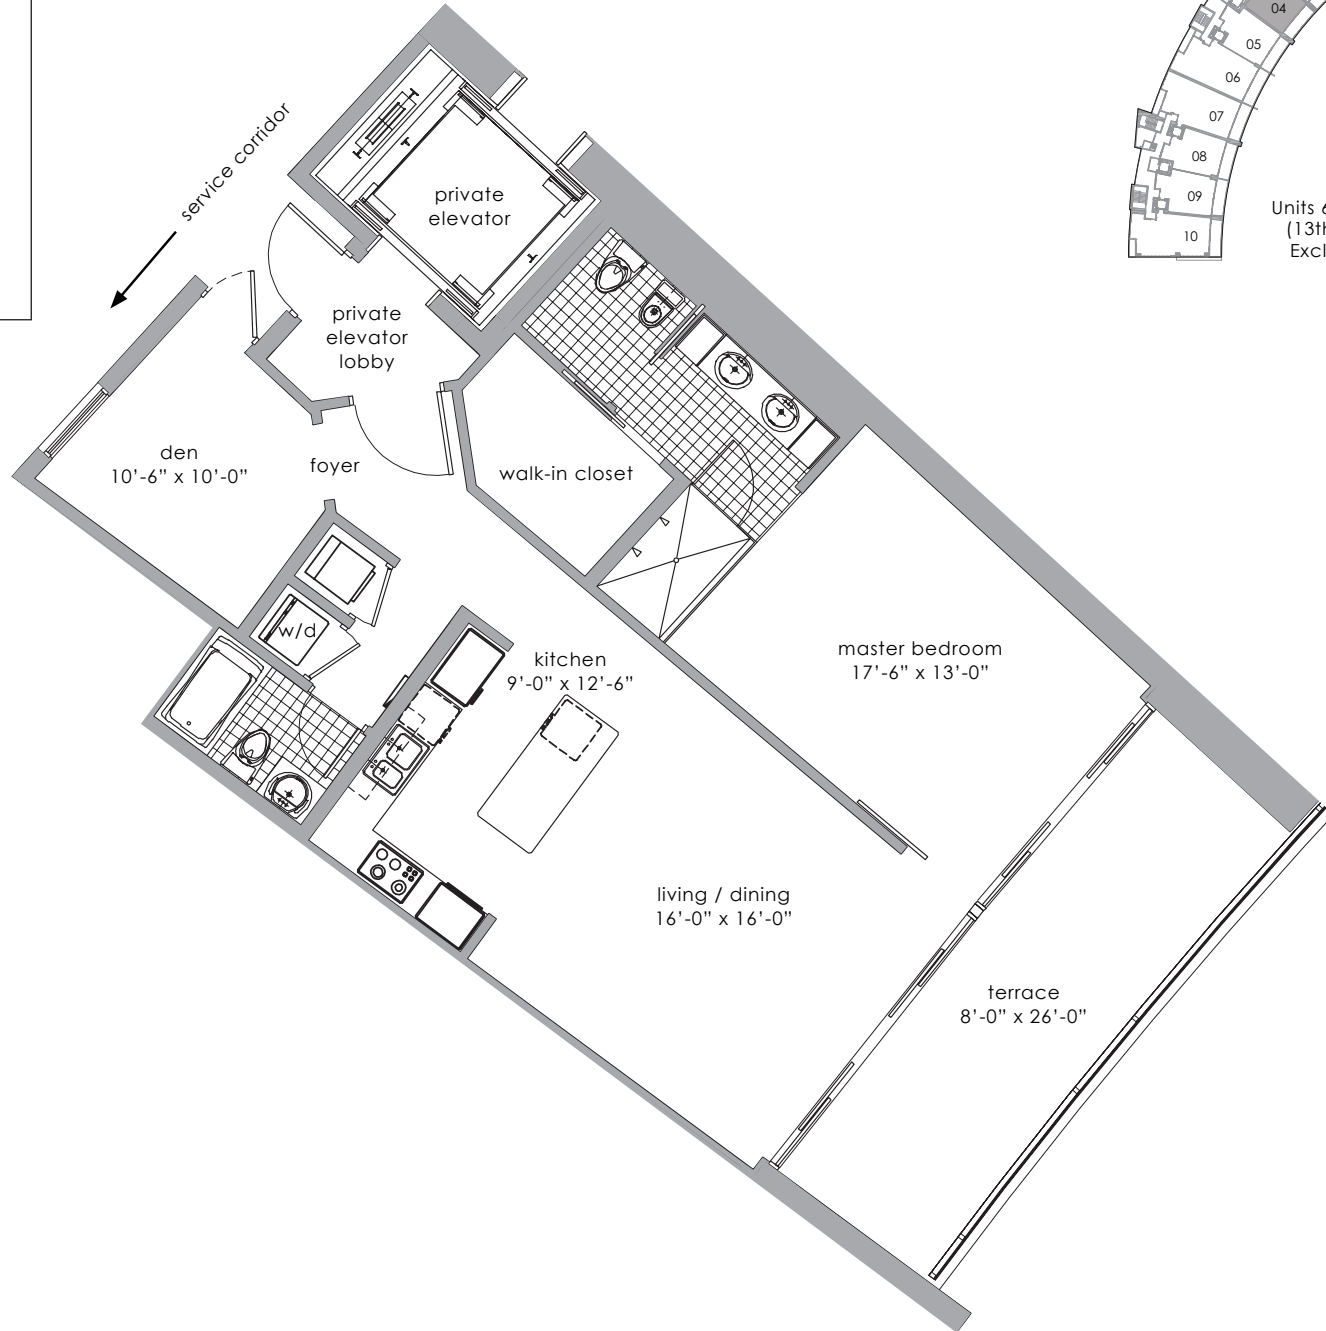 04
05
06
07
08
09
10
Units
(13th
Excl
service corridor
private
elevator
private
elevator
lobby
den
10’-6” x 10’-0”
foyer
walk-in closet
w/d
kitchen
9’-0” x 12’-6”
master bedroom
17’-6” x 13’-0”
living / dining
16’-0” x 16’-0”
terrace
8’-0” x 26’-0”